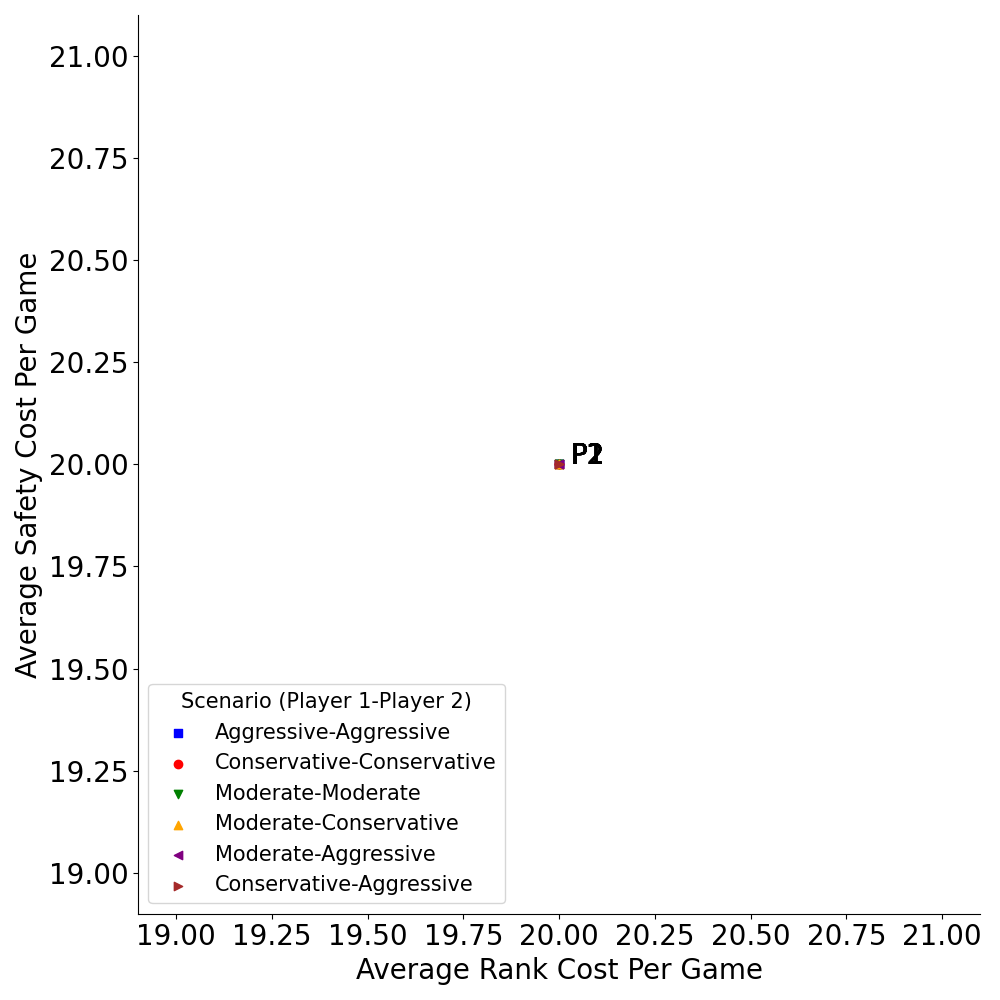 21.00
20.75
20.50
20.25
20.00
19.75
19.50
19.25
19.00
Average Safety Cost Per Game
P2
Scenario (Player 1-Player 2)
Aggressive-Aggressive
Conservative-Conservative
Moderate-Moderate
Moderate-Conservative
Moderate-Aggressive
Conservative-Aggressive
19.00 19.25 19.50 19.75 20.00 20.25 20.50 20.75 21.00
Average Rank Cost Per Game